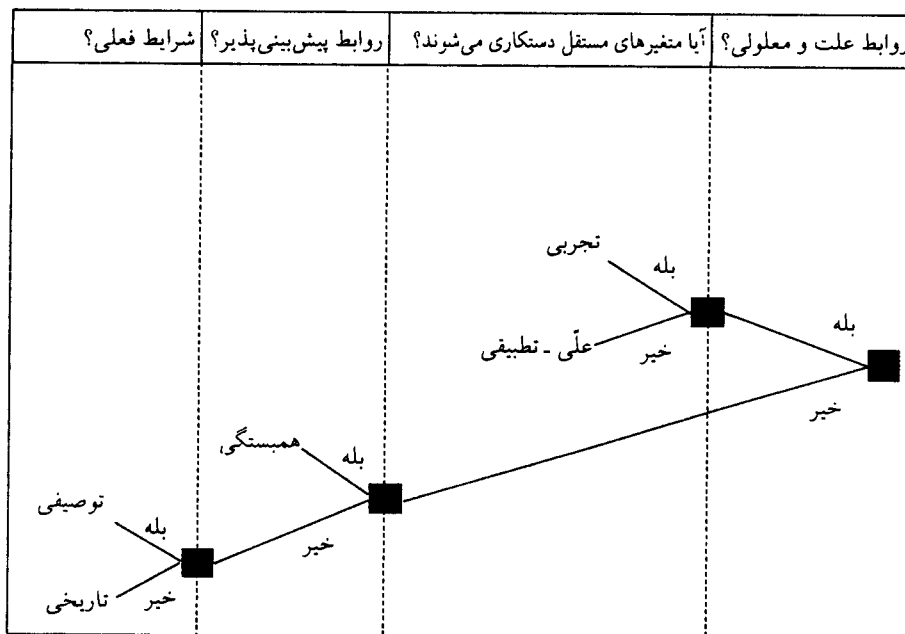 روابط علت و معلولی؟
آیا متغیرهای مستقل دستکاری می‌شوند؟
روابط پیش‌بینی‌پذیر؟
شرایط فعلی؟
تجربی
بله
بله
علّی - تطبیقی
خیر
خیر
همبستگی
بله
خیر
توصیفی
بله
تاریخی
خیر